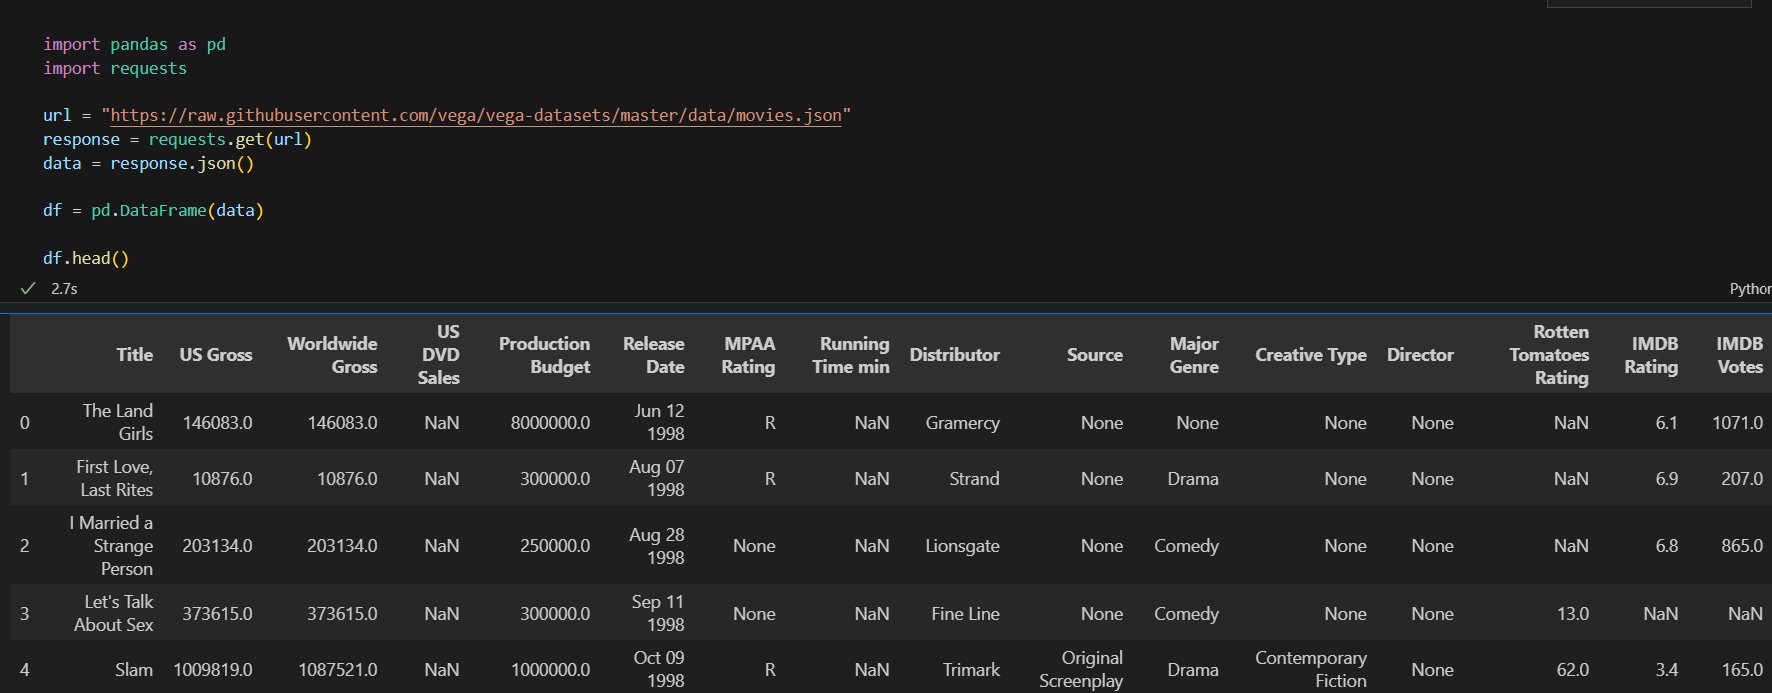 import pandas as pd
import requests
url = "https://raw.githubusercontent.com/vega/vega-datasets/master/data/movies.json"
response = requests.get(url)
data = response.json()
df = pd.DataFrame(data)
df.head()
2.7s
Python
Title US Gross Worldwide Gross US DVD Sales Production Budget Release Date MPAA Rating Running Time min Distributor Source Major Genre Creative Type Director Rotten Tomatoes Rating IMDB Rating IMDB Votes
0 The Land Girls 146083.0 146083.0 NaN 8000000.0 Jun 12 1998 R NaN Gramercy None None None None NaN 6.1 1071.0
1 First Love, Last Rites 10876.0 10876.0 NaN 300000.0 Aug 07 1998 R NaN Strand None Drama None None NaN 6.9 207.0
2 I Married a Strange Person 203134.0 203134.0 NaN 250000.0 Aug 28 1998 None NaN Lionsgate None Comedy None None NaN 6.8 865.0
3 Let's Talk About Sex 373615.0 373615.0 NaN 300000.0 Sep 11 1998 None NaN Fine Line None Comedy None None 13.0 NaN NaN
4 Slam 1009819.0 1087521.0 NaN 1000000.0 Oct 09 1998 R NaN Trimark Original Screenplay Drama Contemporary Fiction None 62.0 3.4 165.0